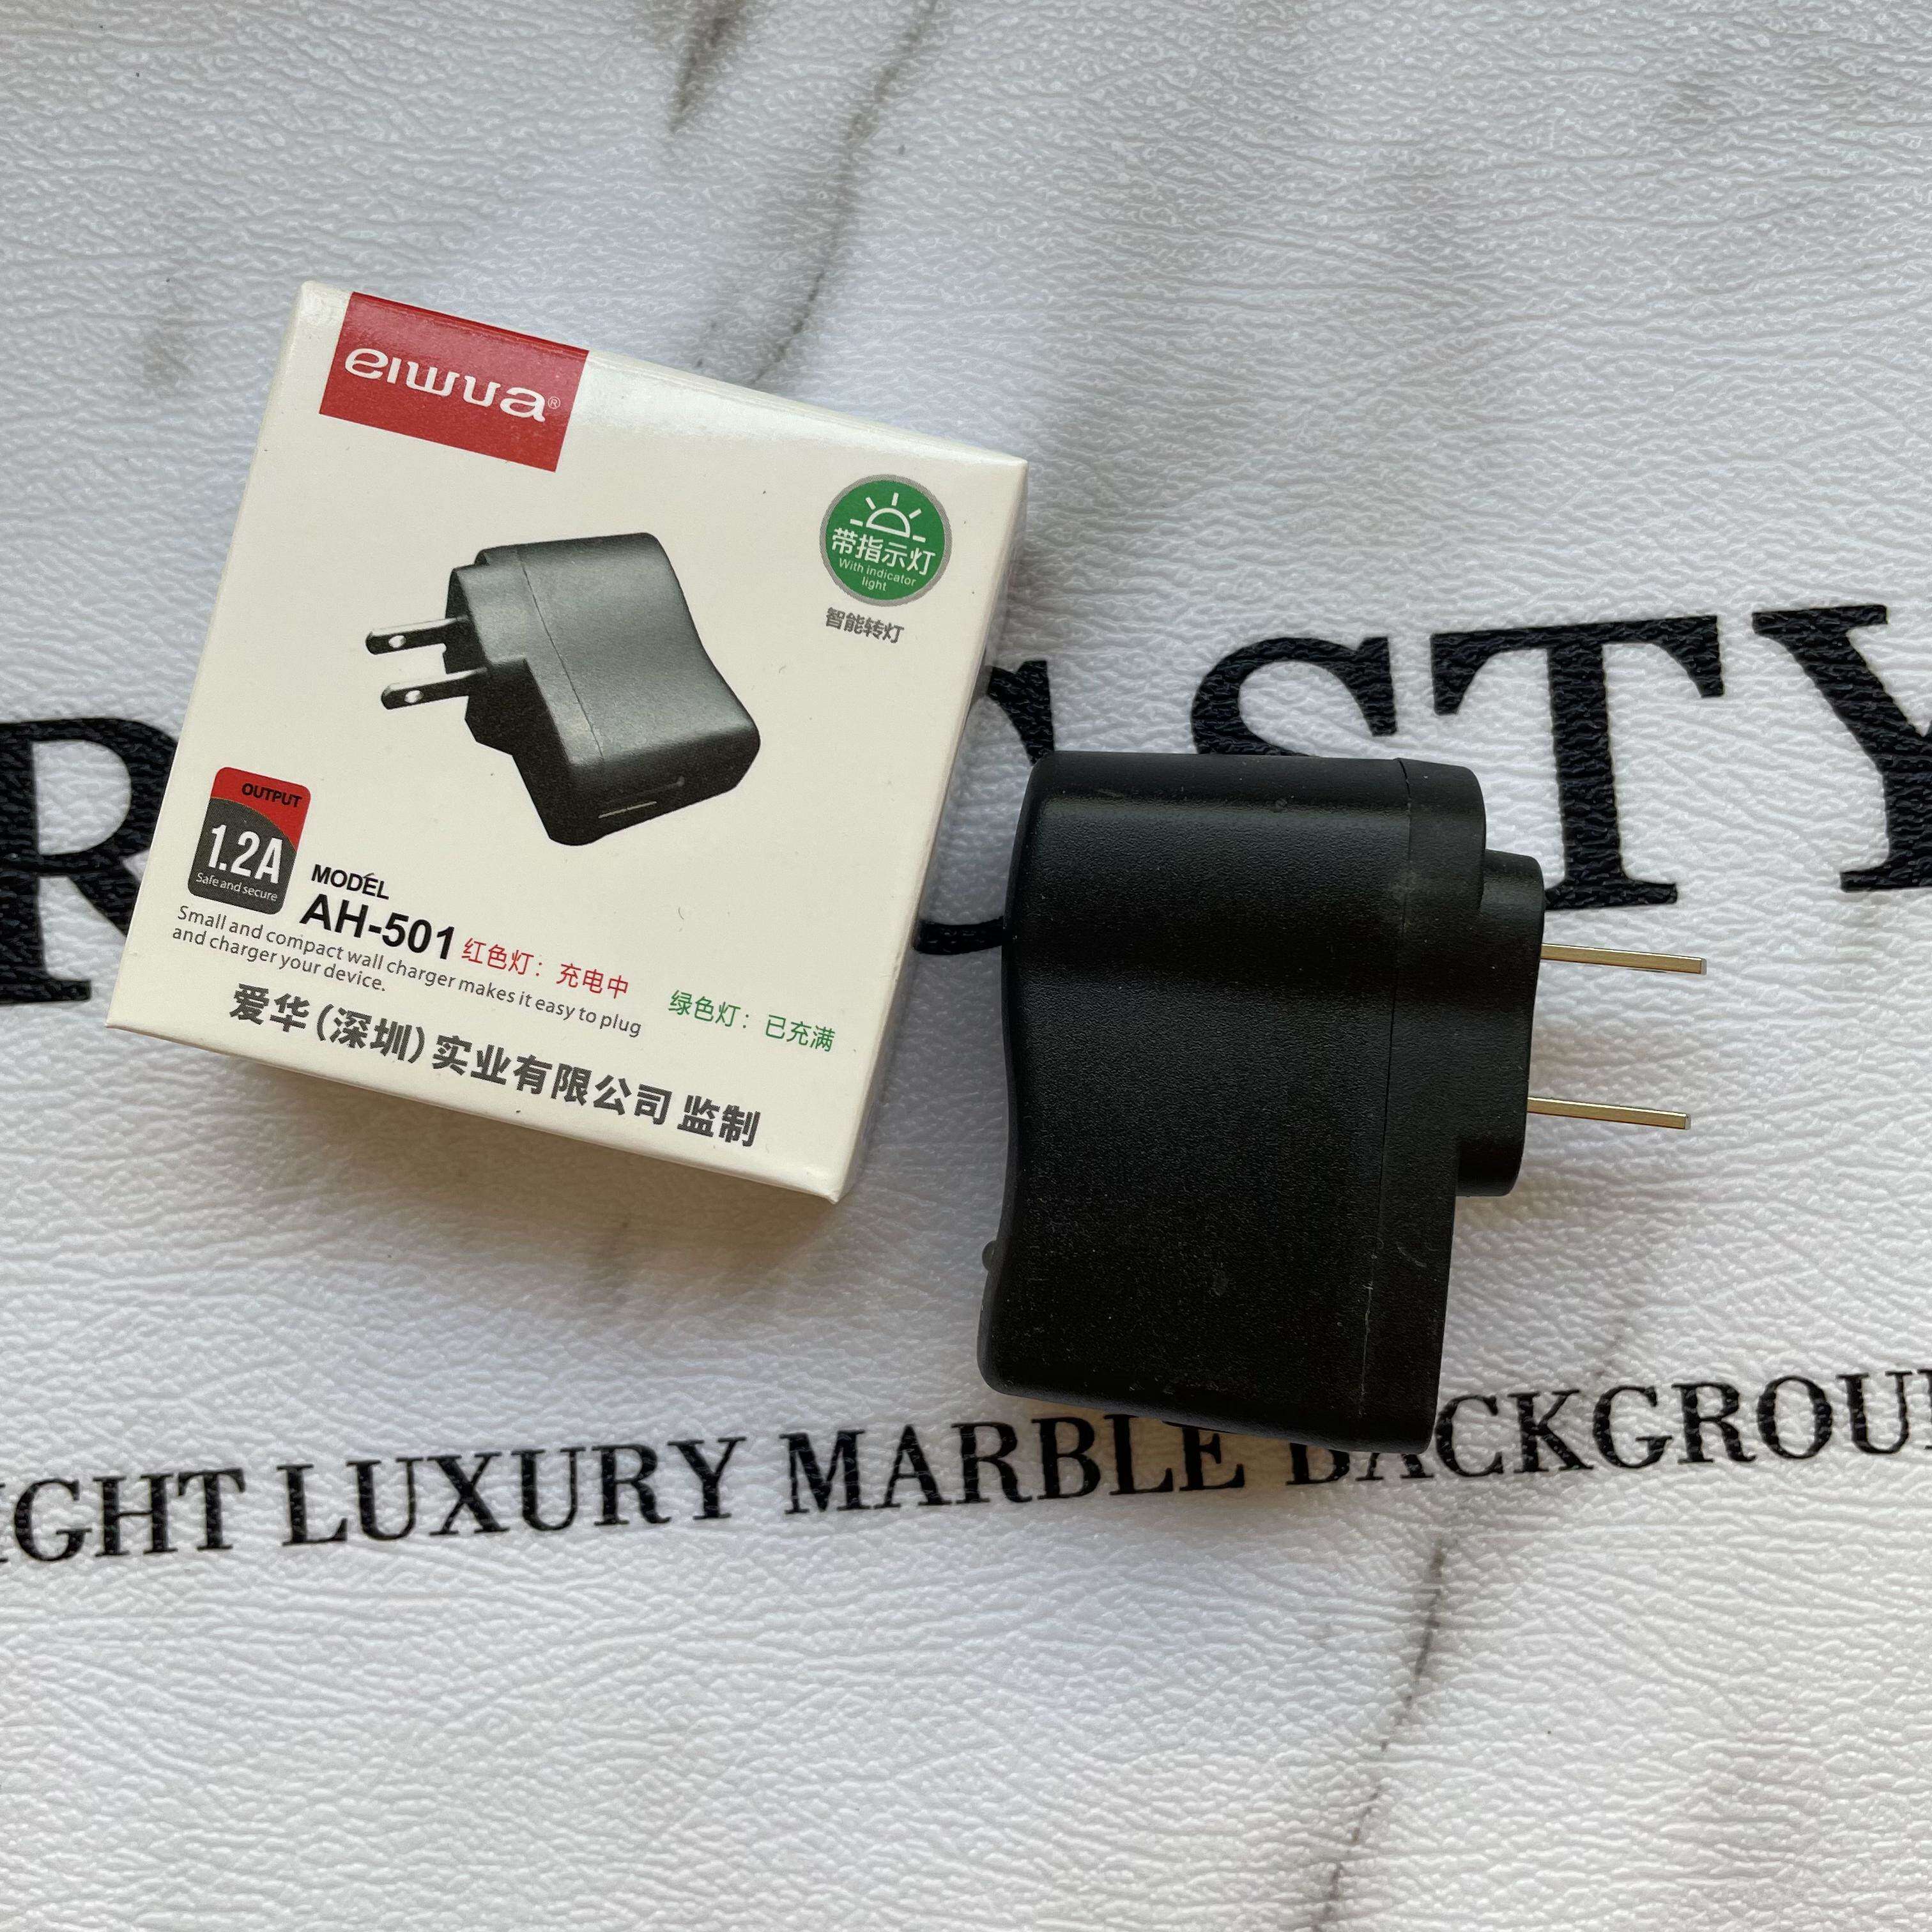 eiwua®
带指示灯
With indicator
light
智能转灯
OUTPUT
1.2A
Safe and secure
MODEL
AH-501
红色灯：充电中
绿色灯：已充满
Small and compact wall charger makes it easy to plug
and charger your device.
爱华（深圳）实业有限公司 监制
STY
IGHT LUXURY MARBLE BACKGROU